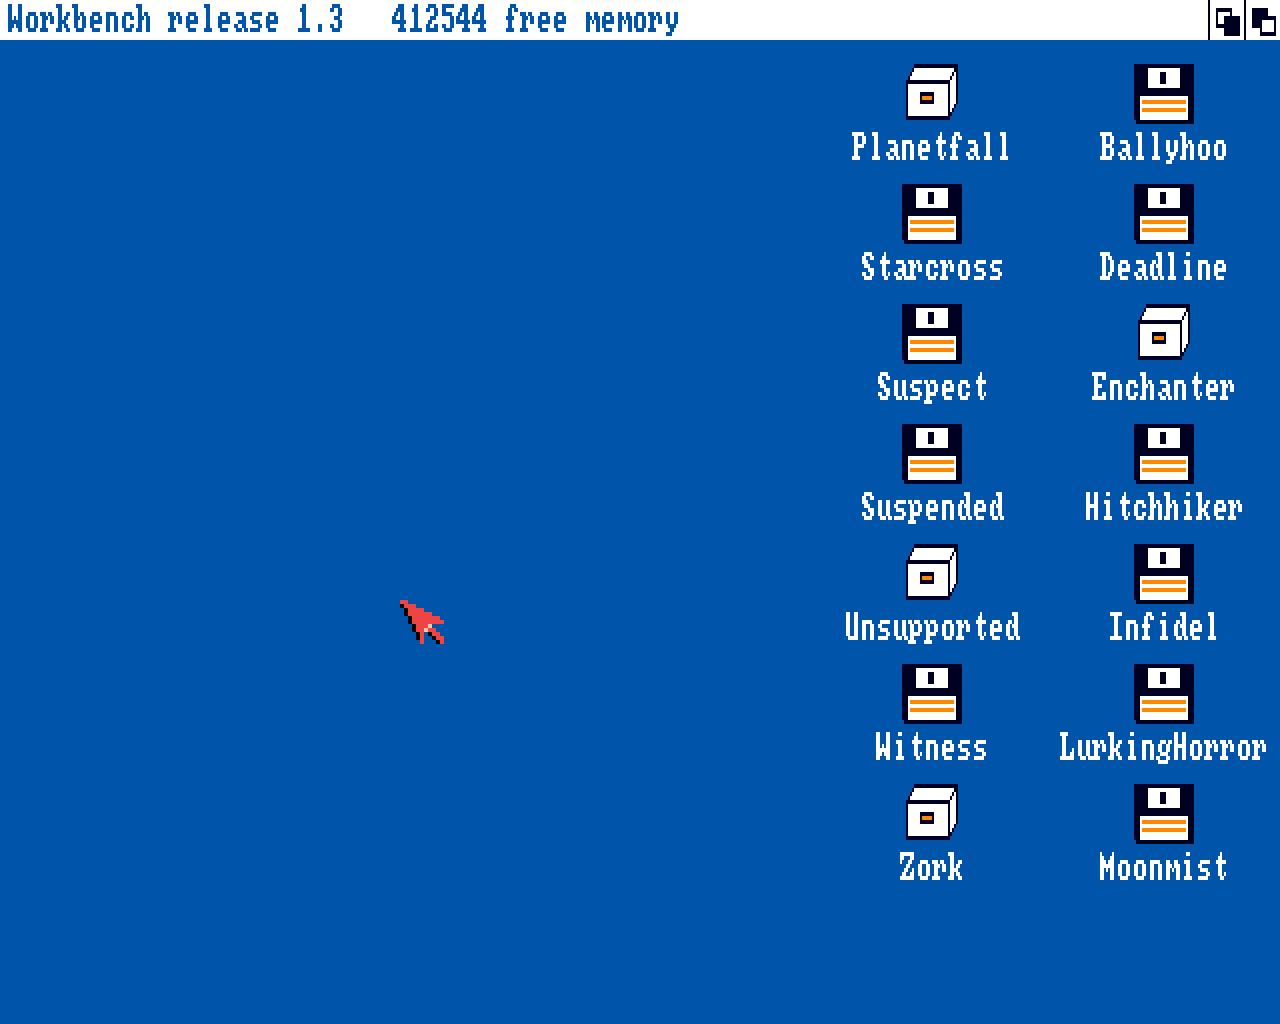 Workbench release 1.3   412544 free memory
Planetfall
Ballyhoo
Starcross
Deadline
Suspect
Enchanter
Suspended
Hitchhiker
Unsupported
Infidel
Witness
LurkingHorror
Zork
Moonmist